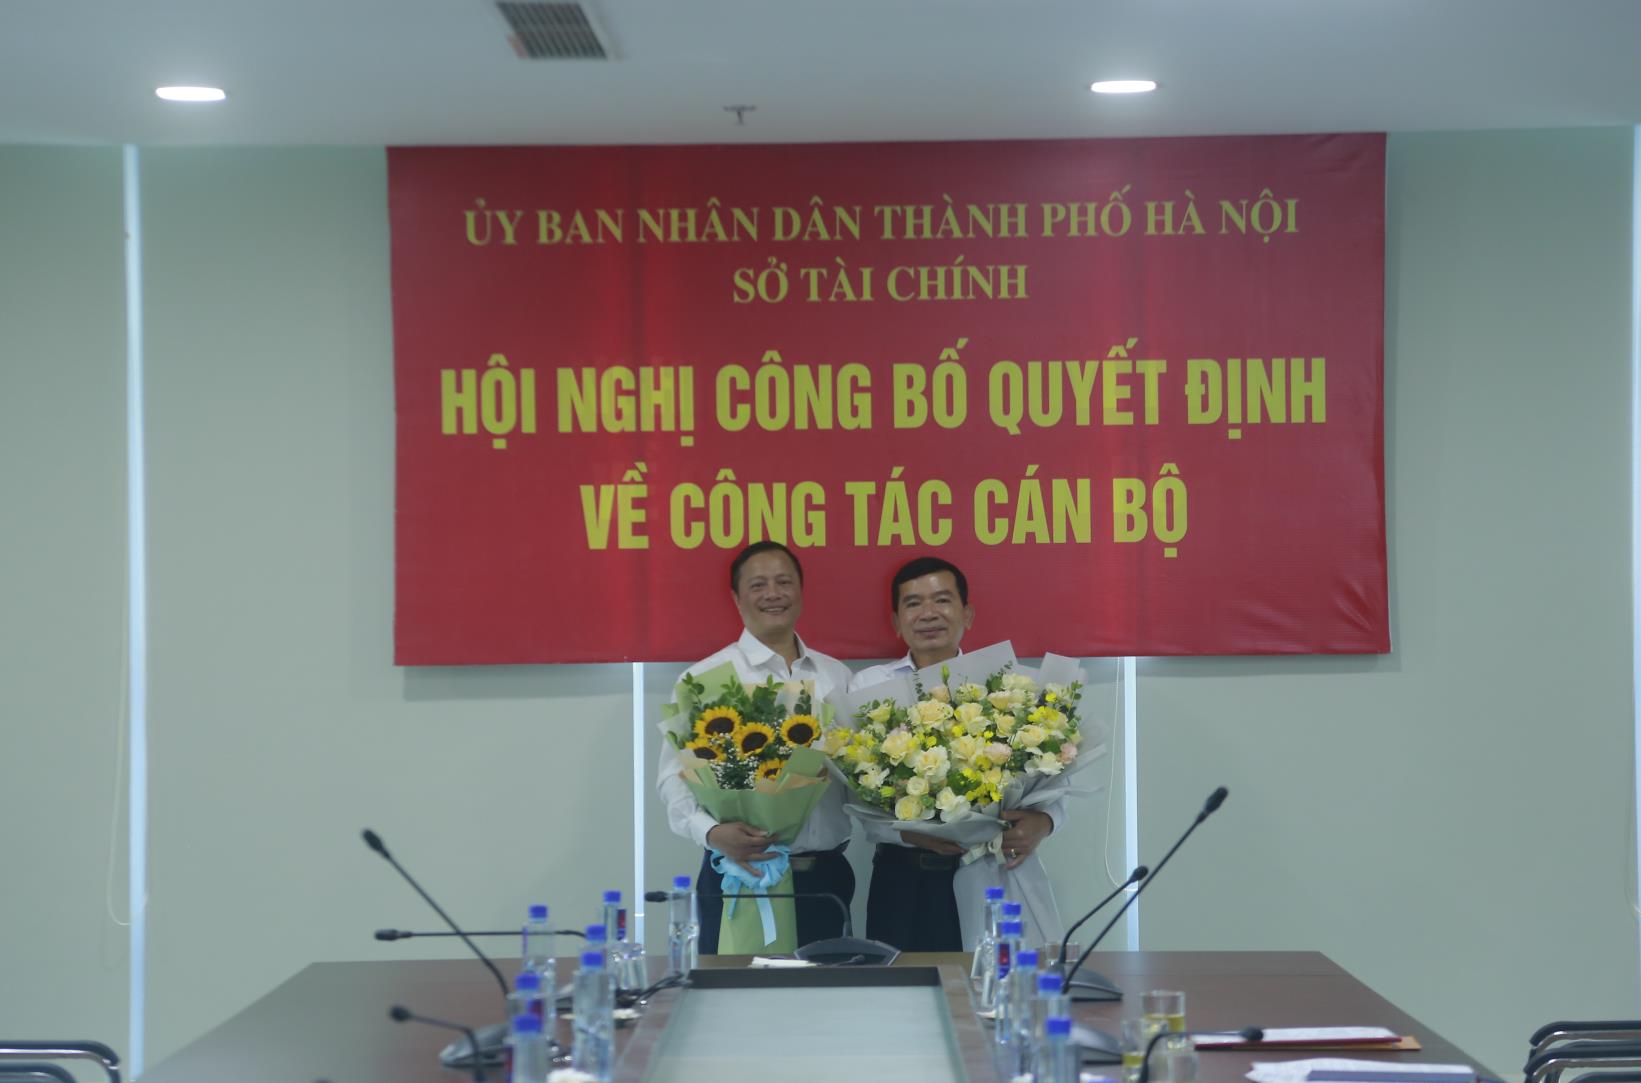 ỦY BAN NHÂN DÂN THÀNH PHỐ HÀ NỘI
SỞ TÀI CHÍNH
HỘI NGHỊ CÔNG BỐ QUYẾT ĐỊNH
VỀ CÔNG TÁC CÁN BỘ